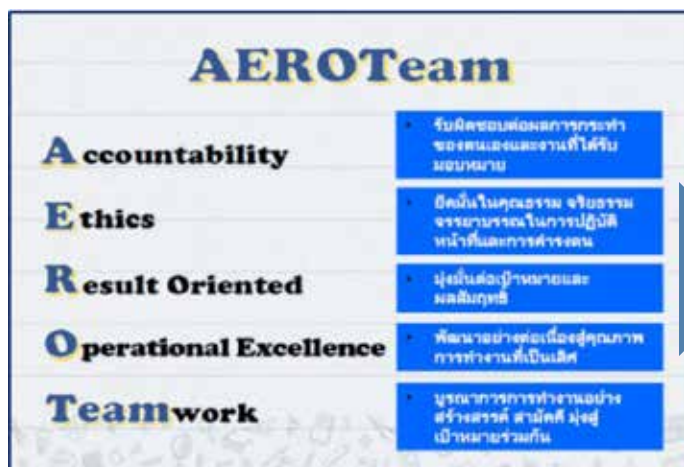 AEROTeam
Accountability
• รับผิดชอบต่อผลการกระทำ
ของตนเองและงานที่ได้รับ
มอบหมาย
Ethics
• ยึดมั่นในคุณธรรม จริยธรรม
จรรยาบรรณในการปฏิบัติ
หน้าที่และการดำรงตน
Result Oriented
• มุ่งมั่นต่อเป้าหมายและ
ผลสัมฤทธิ์
Operational Excellence
• พัฒนาอย่างต่อเนื่องสู่คุณภาพ
การทำงานที่เป็นเลิศ
Teamwork
• บูรณาการการทำงานอย่าง
สร้างสรรค์ สามัคคี มุ่งสู่
เป้าหมายร่วมกัน